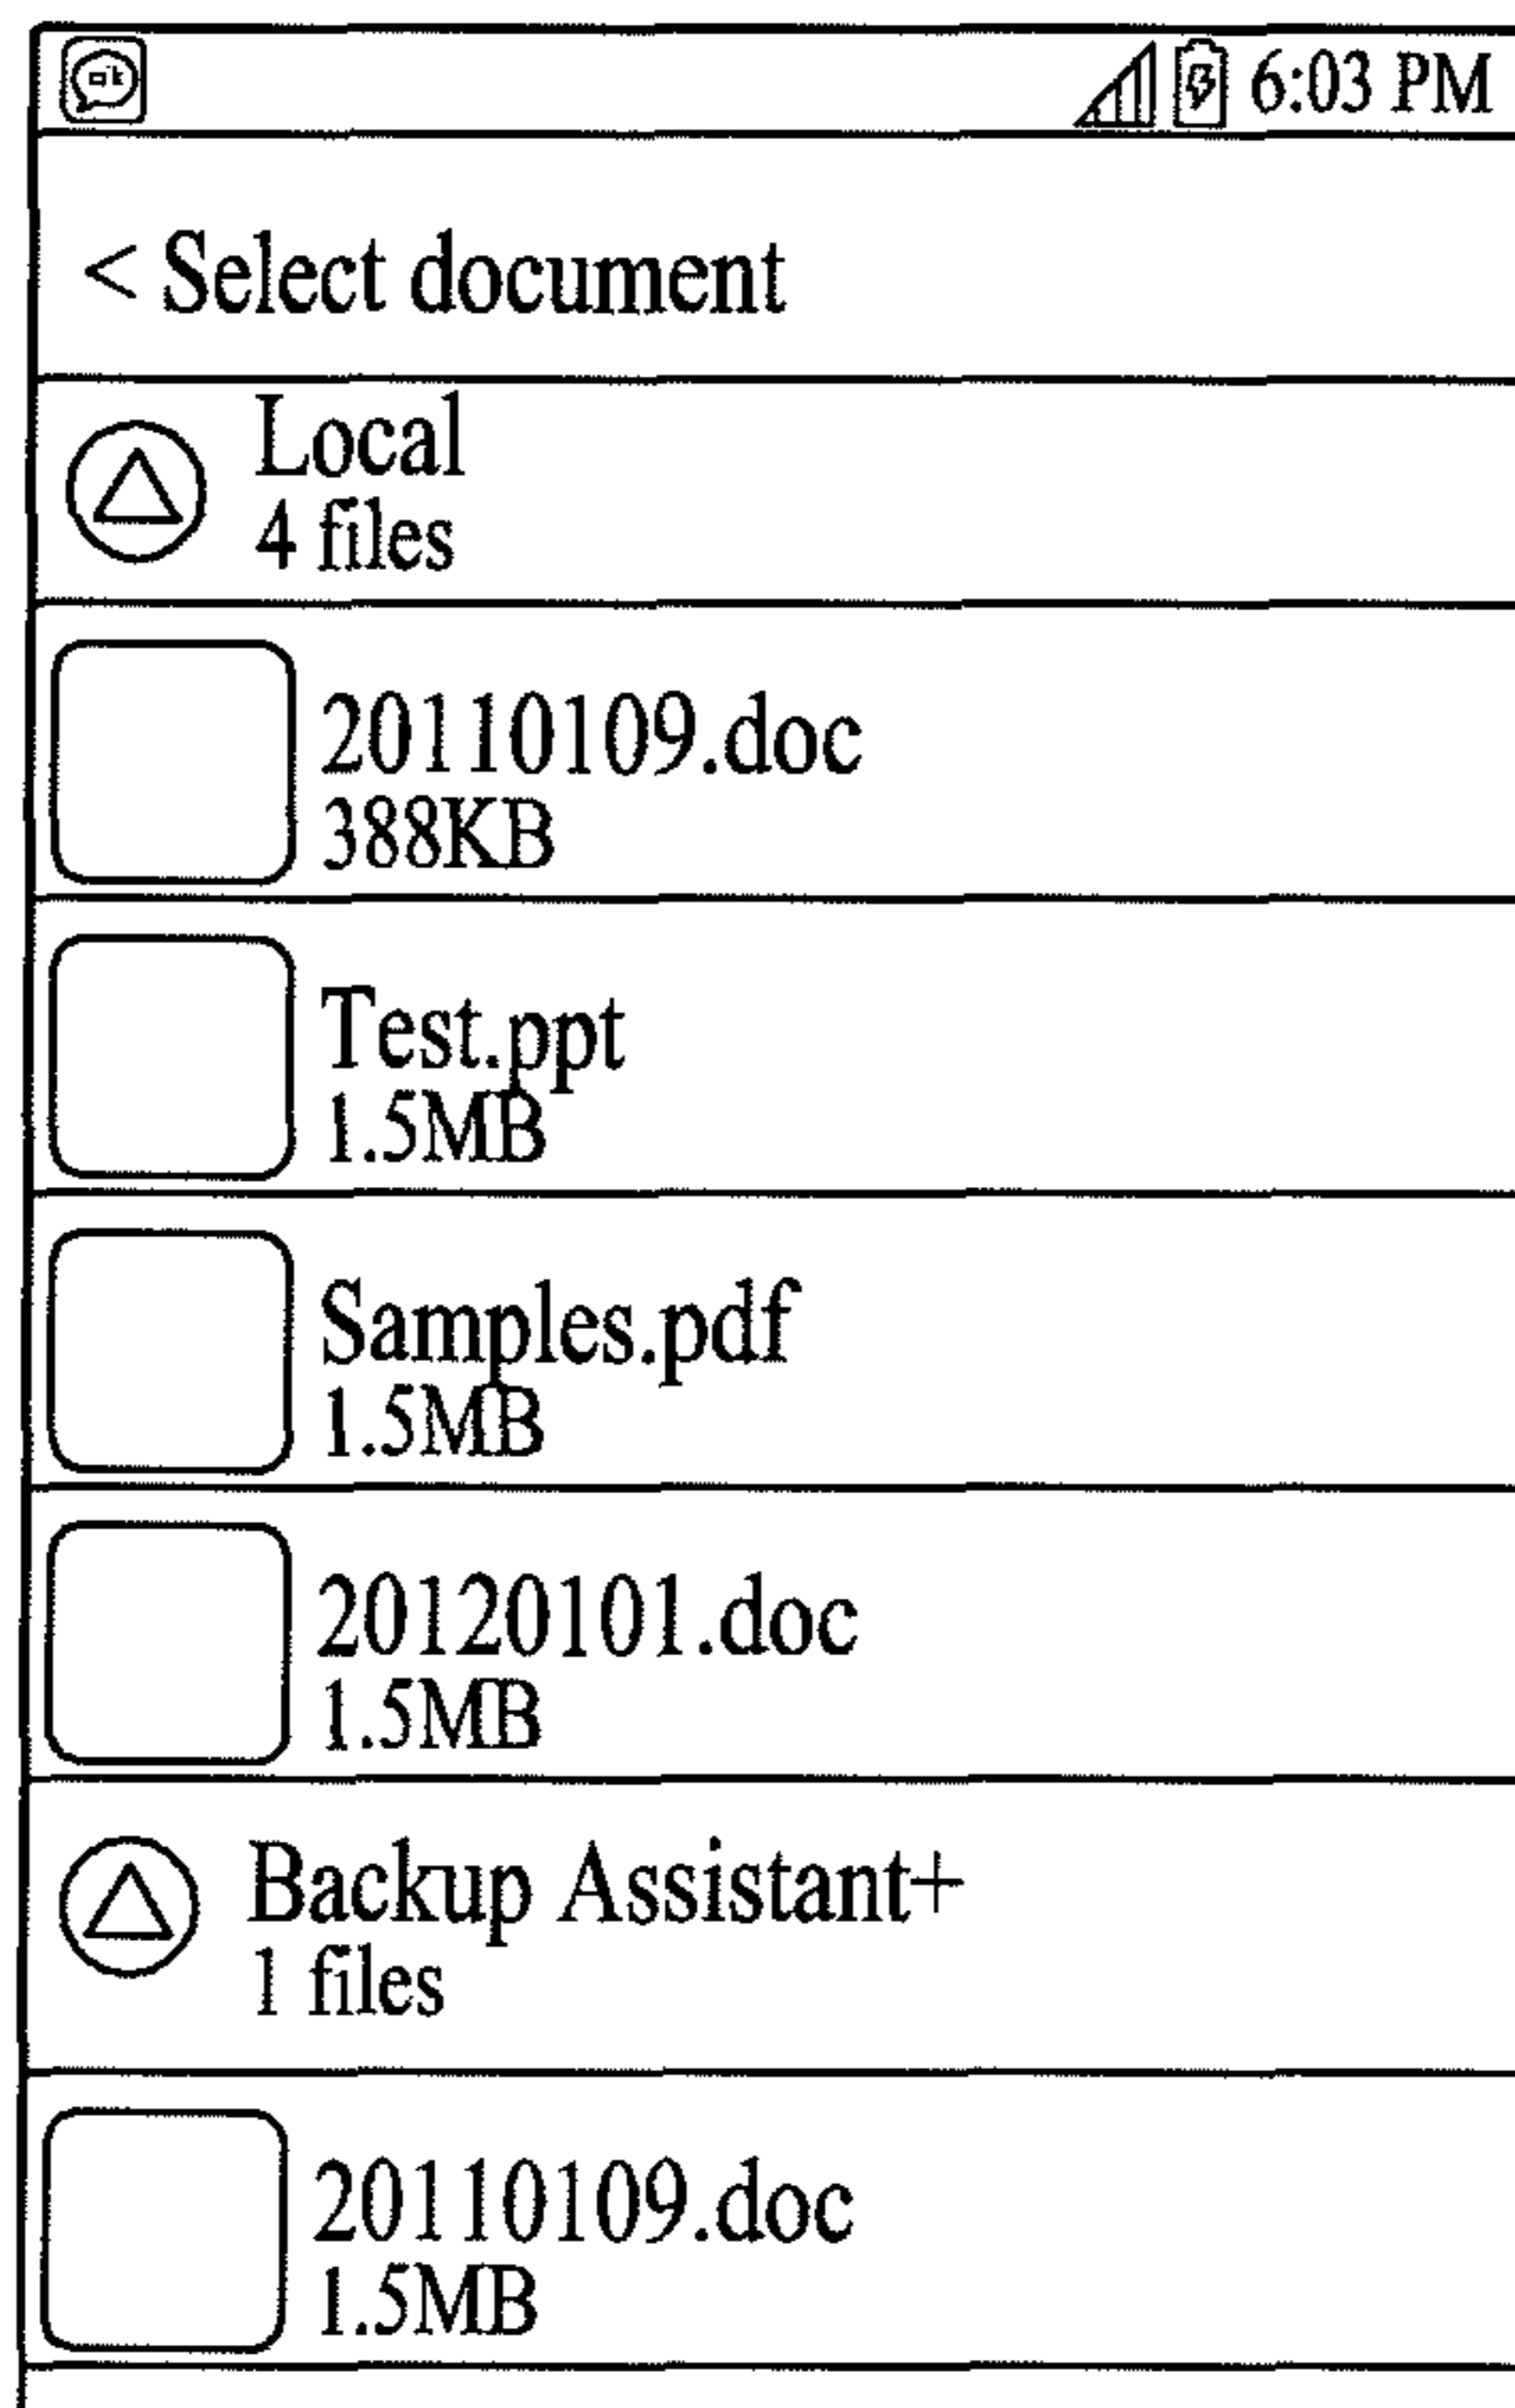 6:03 PM
< Select document
Local
4 files
20110109.doc
388KB
Test.ppt
1.5MB
Samples.pdf
1.5MB
20120101.doc
1.5MB
Backup Assistant+
1 files
20110109.doc
1.5MB